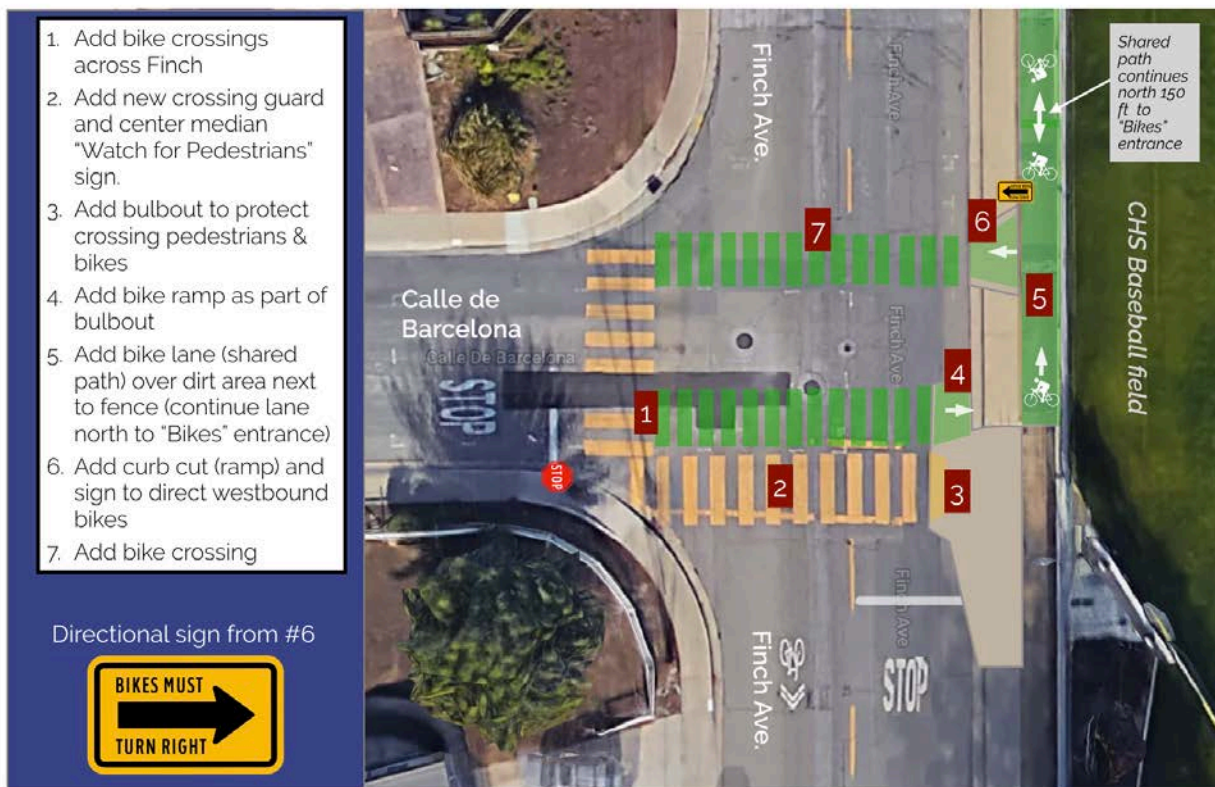 1. Add bike crossings
across Finch
2. Add new crossing guard
and center median
“Watch for Pedestrians”
sign.
3. Add bulbout to protect
crossing pedestrians &
bikes
4. Add bike ramp as part of
bulbout
5. Add bike lane (shared
path) over dirt area next
to fence (continue lane
north to “Bikes” entrance)
6. Add curb cut (ramp) and
sign to direct westbound
bikes
7. Add bike crossing
Directional sign from #6
BIKES MUST
TURN RIGHT
Finch Ave.
Finch Ave
Shared
path
continues
north 150
ft to
"Bikes"
entrance
CHS Baseball field
6
7
5
Calle de
Barcelona
Calle De Barcelona
Finch Ave
STOP
4
1
STOP
2
3
Finch Ave
Finch Ave.
STOP